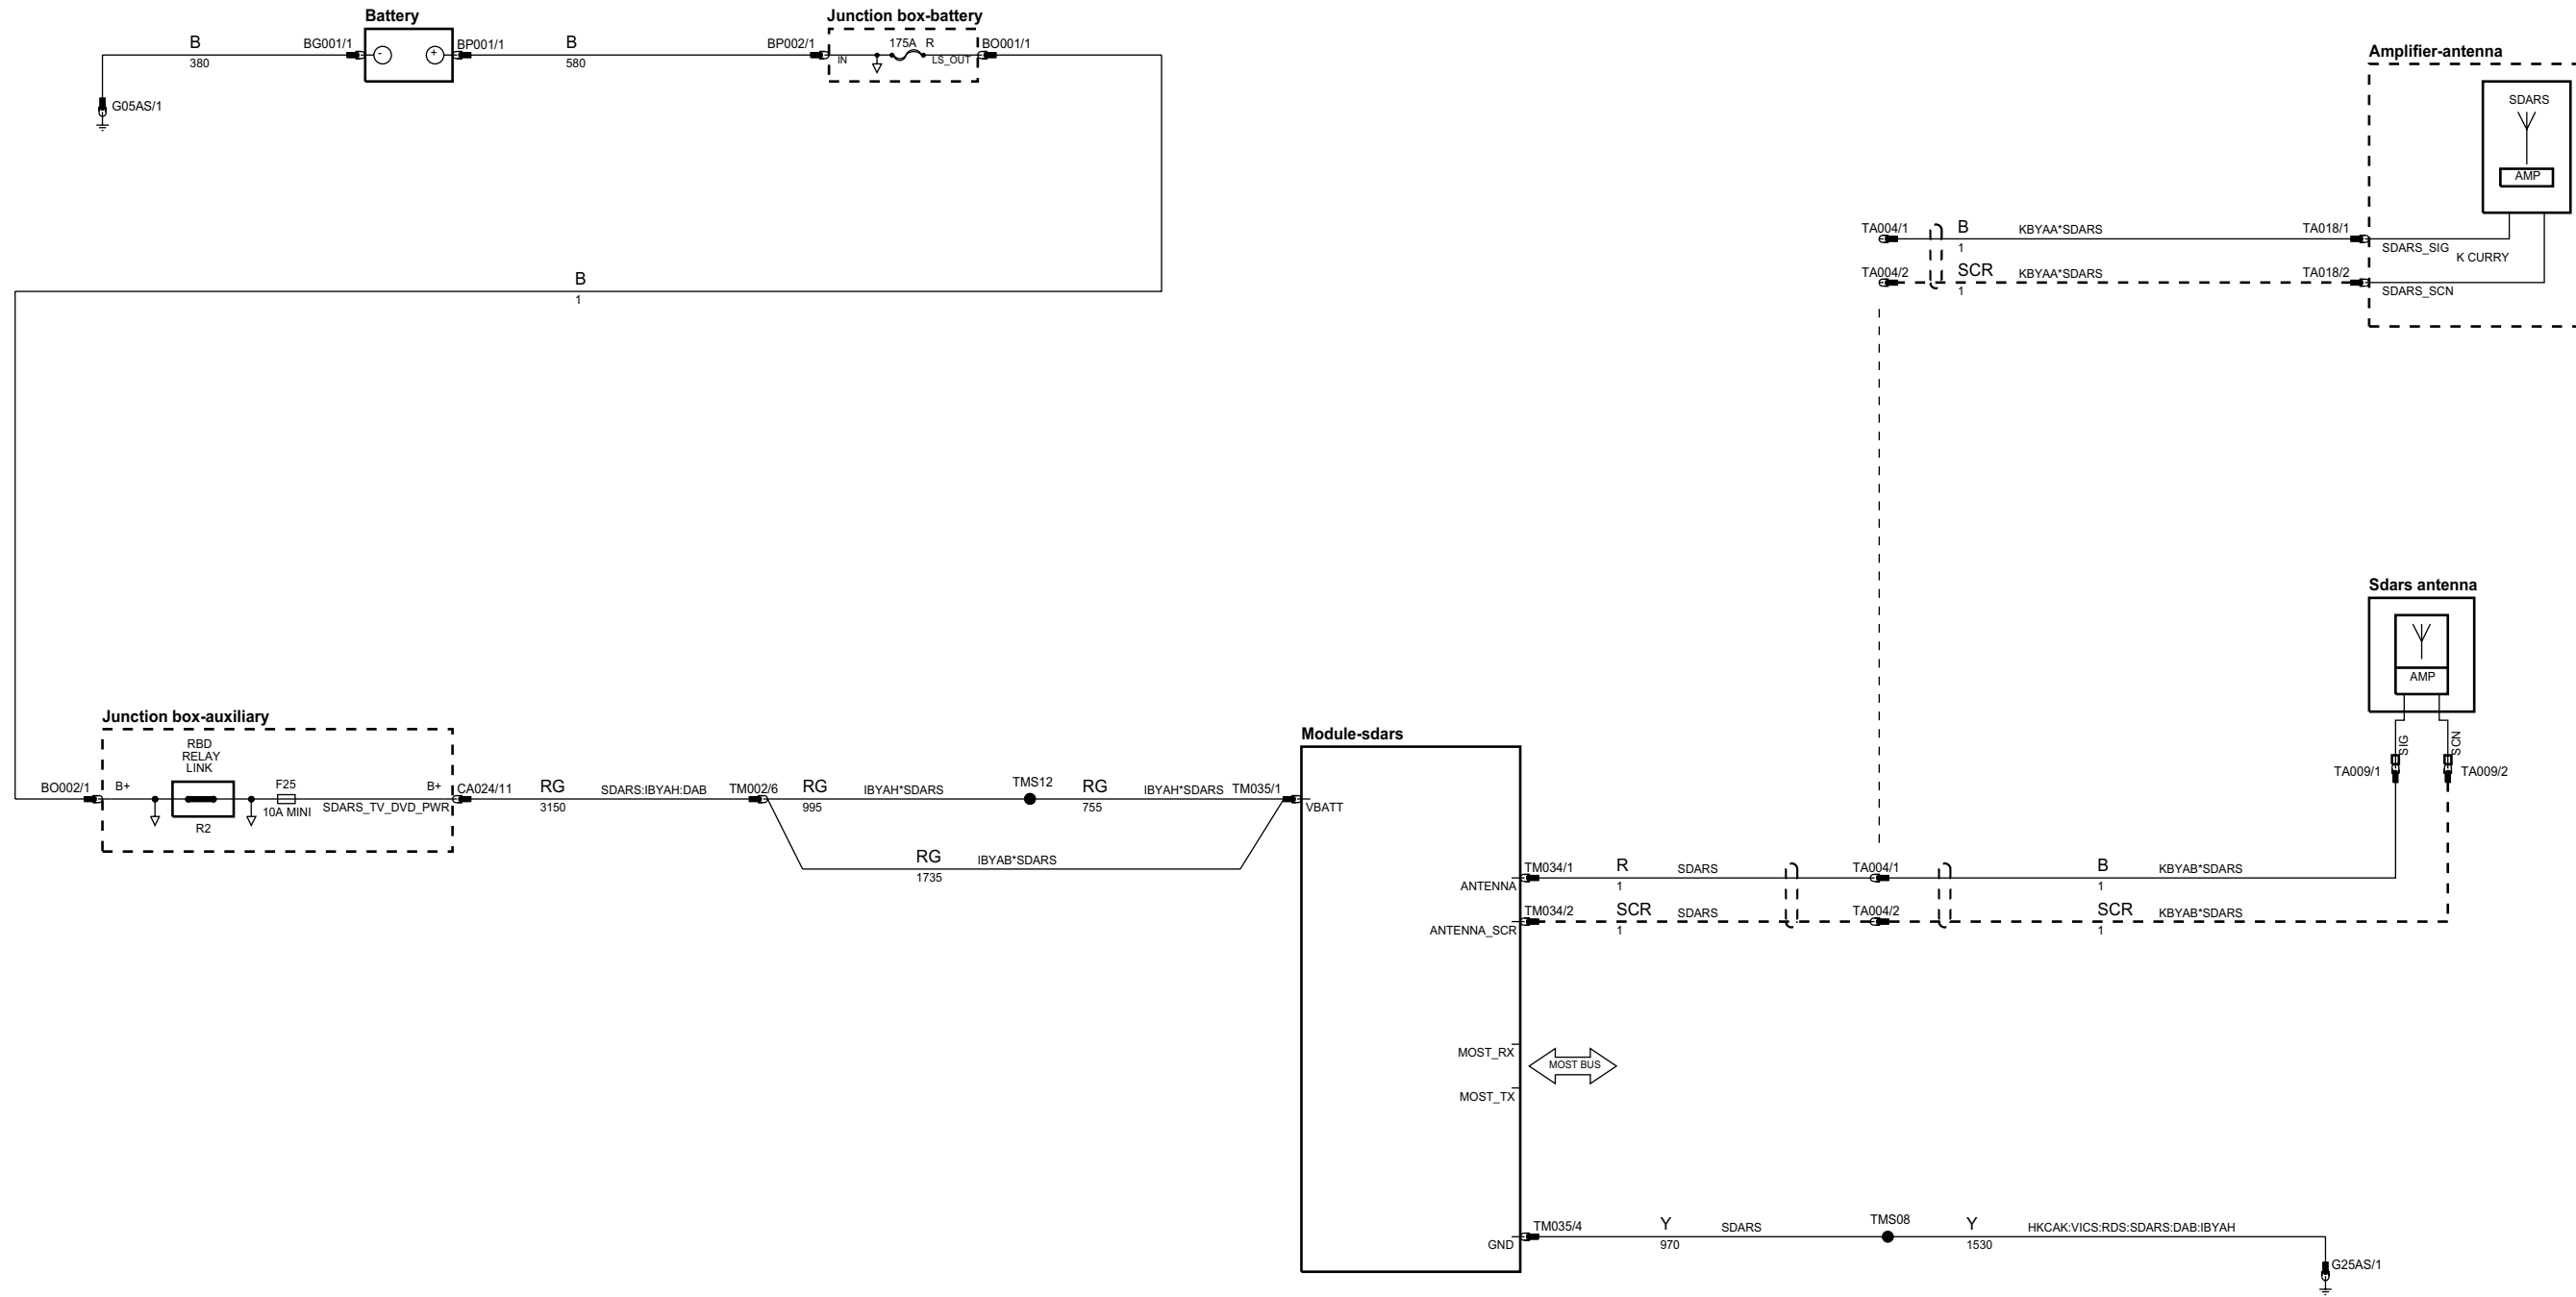 Battery
Junction box-battery
B
380
BG001/1
-
+
BP001/1
B
580
BP002/1
IN
175A R
LS_OUT
BO001/1
G05AS/1
B
1
Amplifier-antenna
SDARS
AMP
TA004/1
B
1
KBYAA*SDARS
TA018/1
SDARS_SIG
K CURRY
TA004/2
SCR
1
KBYAA*SDARS
TA018/2
SDARS_SCN
Sdars antenna
AMP
SIG
SCN
TA009/1
TA009/2
Junction box-auxiliary
RBD
RELAY
LINK
BO002/1
B+
R2
F25
10A MINI
B+
SDARS_TV_DVD_PWR
CA024/11
RG
3150
SDARS:IBYAH:DAB
TM002/6
RG
995
IBYAH*SDARS
TMS12
RG
755
IBYAH*SDARS
TM035/1
RG
1735
IBYAB*SDARS
Module-sdars
VBATT
ANTENNA
TM034/1
R
1
SDARS
TA004/1
B
1
KBYAB*SDARS
ANTENNA_SCR
TM034/2
SCR
1
SDARS
TA004/2
SCR
1
KBYAB*SDARS
MOST_RX
MOST BUS
MOST_TX
GND
TM035/4
Y
970
SDARS
TMS08
Y
1530
HKCAK:VICS:RDS:SDARS:DAB:IBYAH
G25AS/1